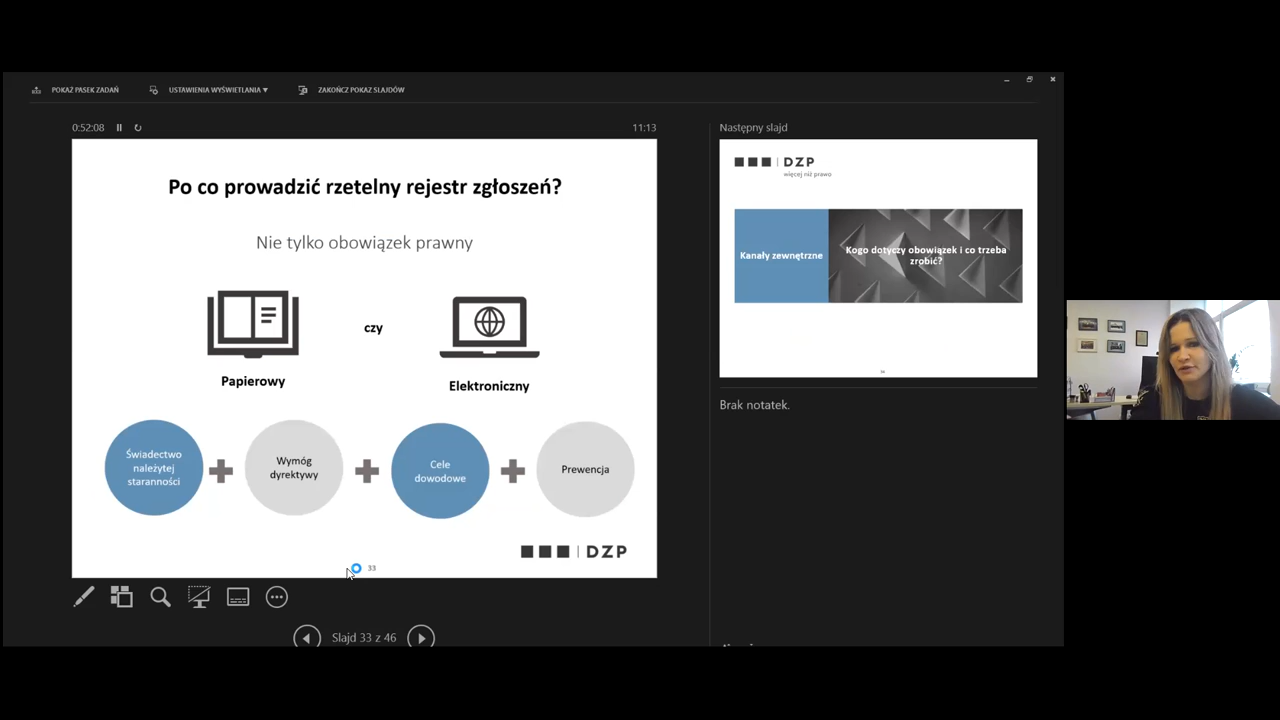 POKAŻ PASEK ZADAŃ
USTAWIENIA WYŚWIETLANIA ▼
ZAKOŃCZ POKAZ SLAJDÓW
0:52:08
11:13
Po co prowadzić rzetelny rejestr zgłoszeń?
Nie tylko obowiązek prawny
czy
Papierowy
Elektroniczny
Świadectwo
należytej
staranności
Wymóg
dyrektywy
Cele
dowodowe
Prewencja
DZP
33
Slajd 33 z 46
Następny slajd
DZP
więcej niż prawo
Kanały zewnętrzne
Kogo dotyczy obowiązek i co trzeba
zrobić?
Brak notatek.